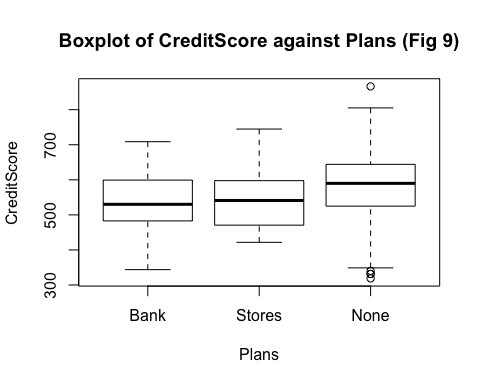 Boxplot of CreditScore against Plans (Fig 9)
CreditScore
700
500
300
Bank Stores None
Plans